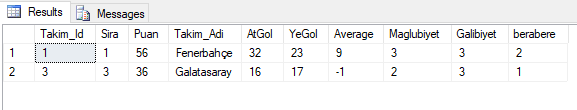 Results Messages
Takim_Id Sira Puan Takim_Adi AtGol YeGol Average Maglubiyet Galibiyet berabere
1 1 1 56 Fenerbahçe 32 23 9 3 3 2
2 3 3 36 Galatasaray 16 17 -1 2 3 1